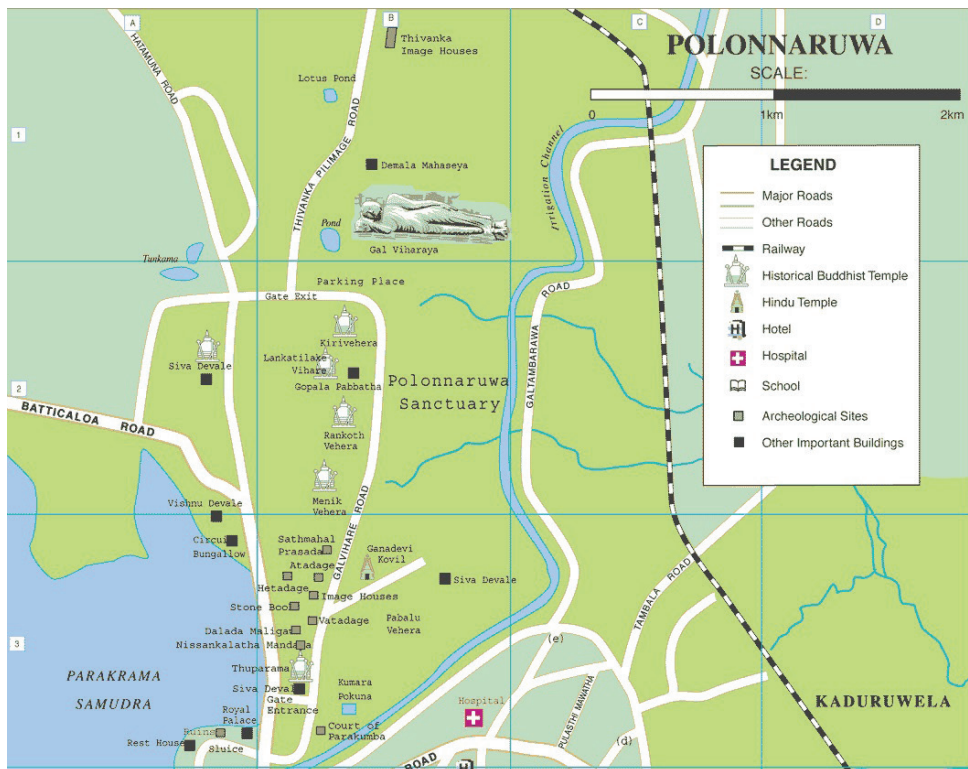 A
B
C
D
1
2
3
POLONNARUWA
SCALE:
0
1km
2km
LEGEND
Major Roads
Other Roads
Railway
Historical Buddhist Temple
Hindu Temple
H
Hotel
Hospital
School
Archeological Sites
Other Important Buildings
HATAMUNA ROAD
Thivanka
Image Houses
Lotus Pond
THIVANKA PILIMAGE ROAD
Demala Mahaseya
Irrigation Channel
Pond
Gal Viharaya
Tunkama
Parking Place
Gate Exit
Kirivehera
Siva Devale
Lankatilake
Vihare
Gopala Pabbatha
Polonnaruwa
Sanctuary
GALTAMBARAWA ROAD
BATTICALOA ROAD
Rankoth
Vehera
Menik
Vehera
GALVIHARE ROAD
Vishnu Devale
Circui
Bungallow
Sathmahal
Prasada
Atadage
Ganadevi
Kovil
Hetadage
Siva Devale
Image Houses
Stone Boo
Vatadage
Pabalu
Vehera
Dalada Maliga
Nissankalatha Mandapa
TAMBALA ROAD
(e)
Thuparama
PARAKRAMA
SAMUDRA
Siva Deval
Gate
Entrance
Kumara
Pokuna
Hospital
PULASTHI MAWATHA
KADURUWELA
Royal
Palace
Ruins
Rest House
Sluice
Court of
Parakumba
(d)
ROAD
H